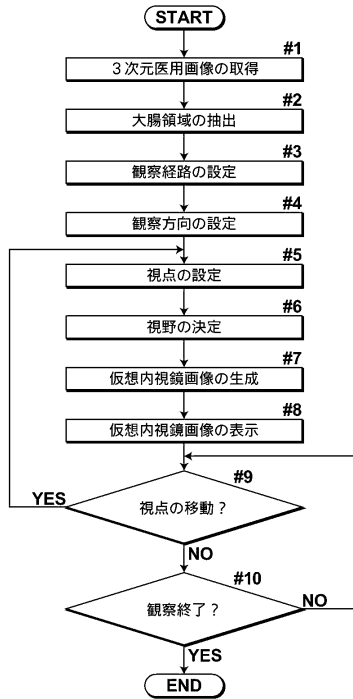 START
#1
3次元医用画像の取得
#2
大腸領域の抽出
#3
観察経路の設定
#4
観察方向の設定
#5
視点の設定
#6
視野の決定
#7
仮想内視鏡画像の生成
#8
仮想内視鏡画像の表示
#9
YES
視点の移動？
NO
#10
観察終了？
NO
YES
END